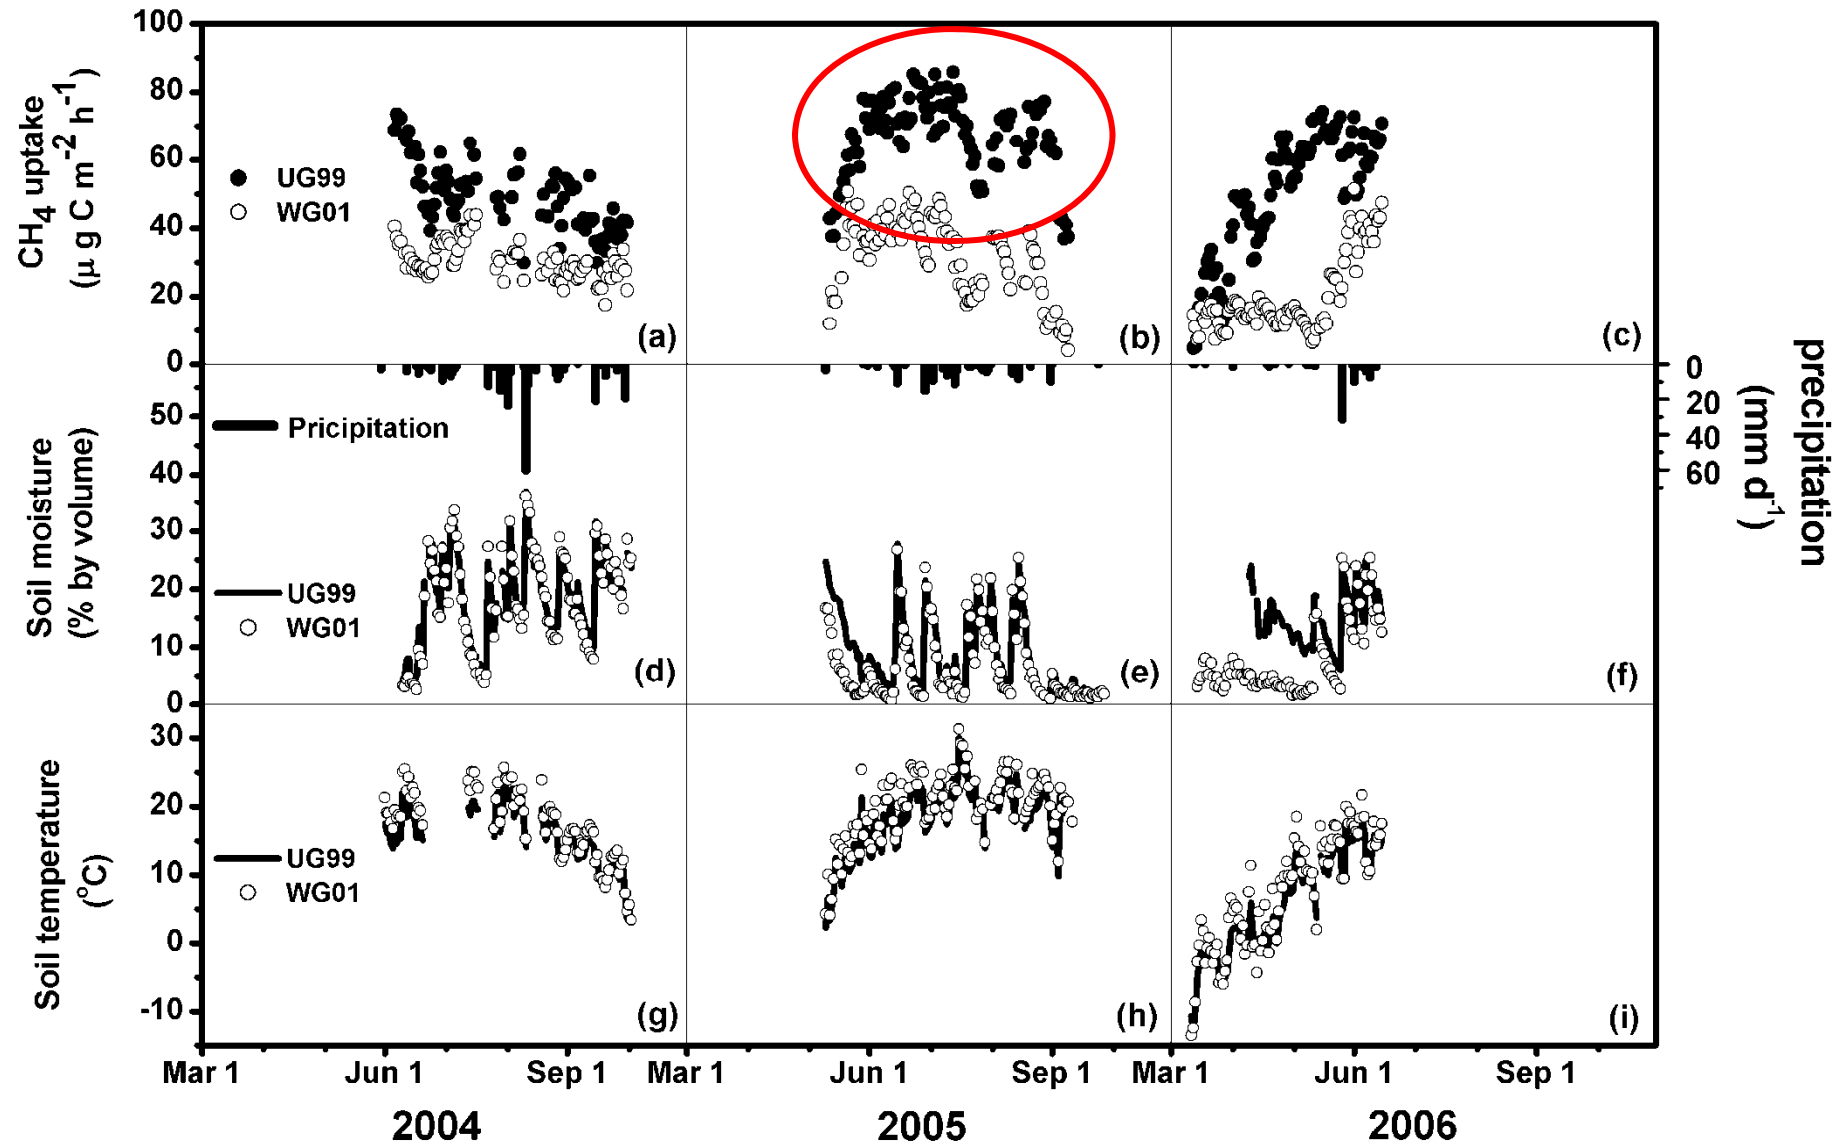 100
80
60
40
20
0
CH4 uptake
(μ g C m-2 h-1)
UG99
WG01
(a)
(b)
(c)
0
20
40
60
precipitation
(mm d-1)
50
40
30
20
10
0
Soil moisture
(% by volume)
Pricipitation
UG99
WG01
(d)
(e)
(f)
30
20
10
0
-10
Soil temperature
(oC)
UG99
WG01
(g)
(h)
(i)
Mar 1 Jun 1 Sep 1 Mar 1 Jun 1 Sep 1 Mar 1 Jun 1 Sep 1
2004 2005 2006